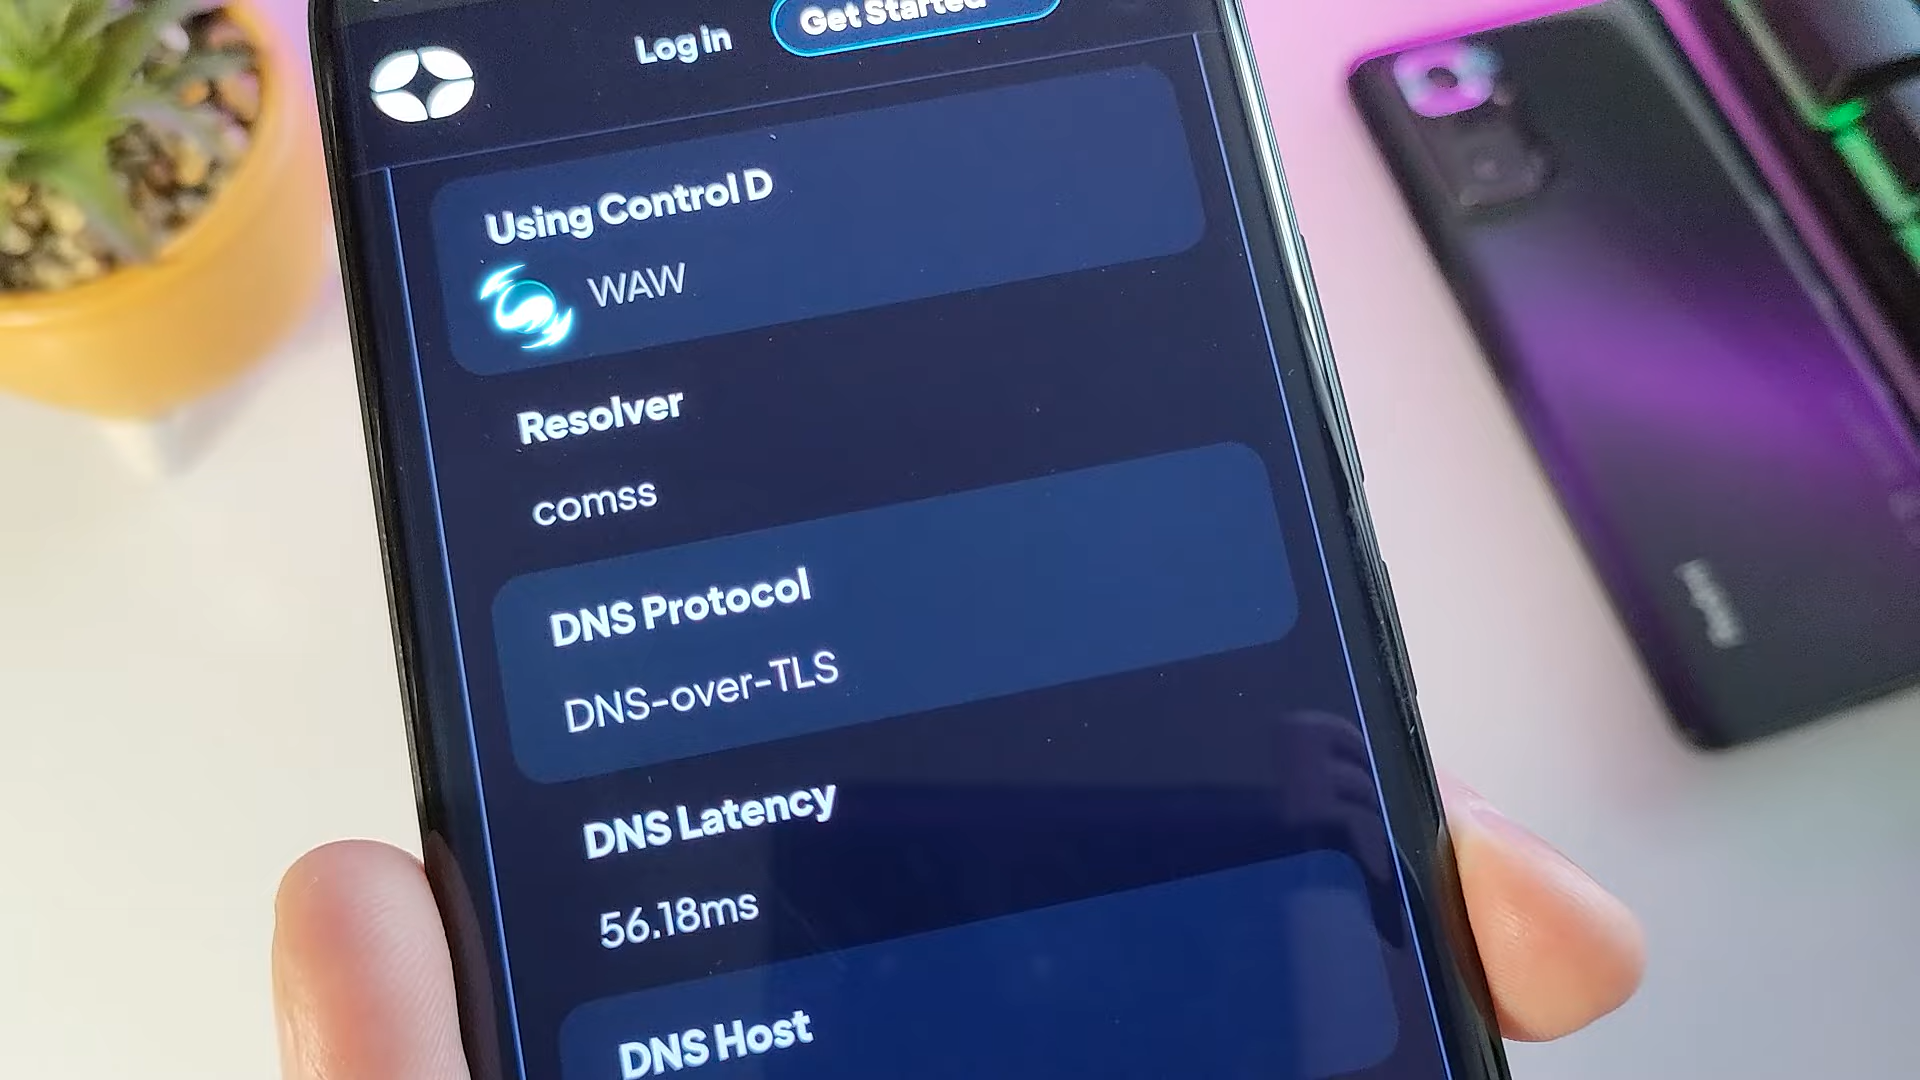 Log in
Get Started
Using Control D
WAW
Resolver
comss
DNS Protocol
DNS-over-TLS
DNS Latency
56.18ms
DNS Host
Redmi